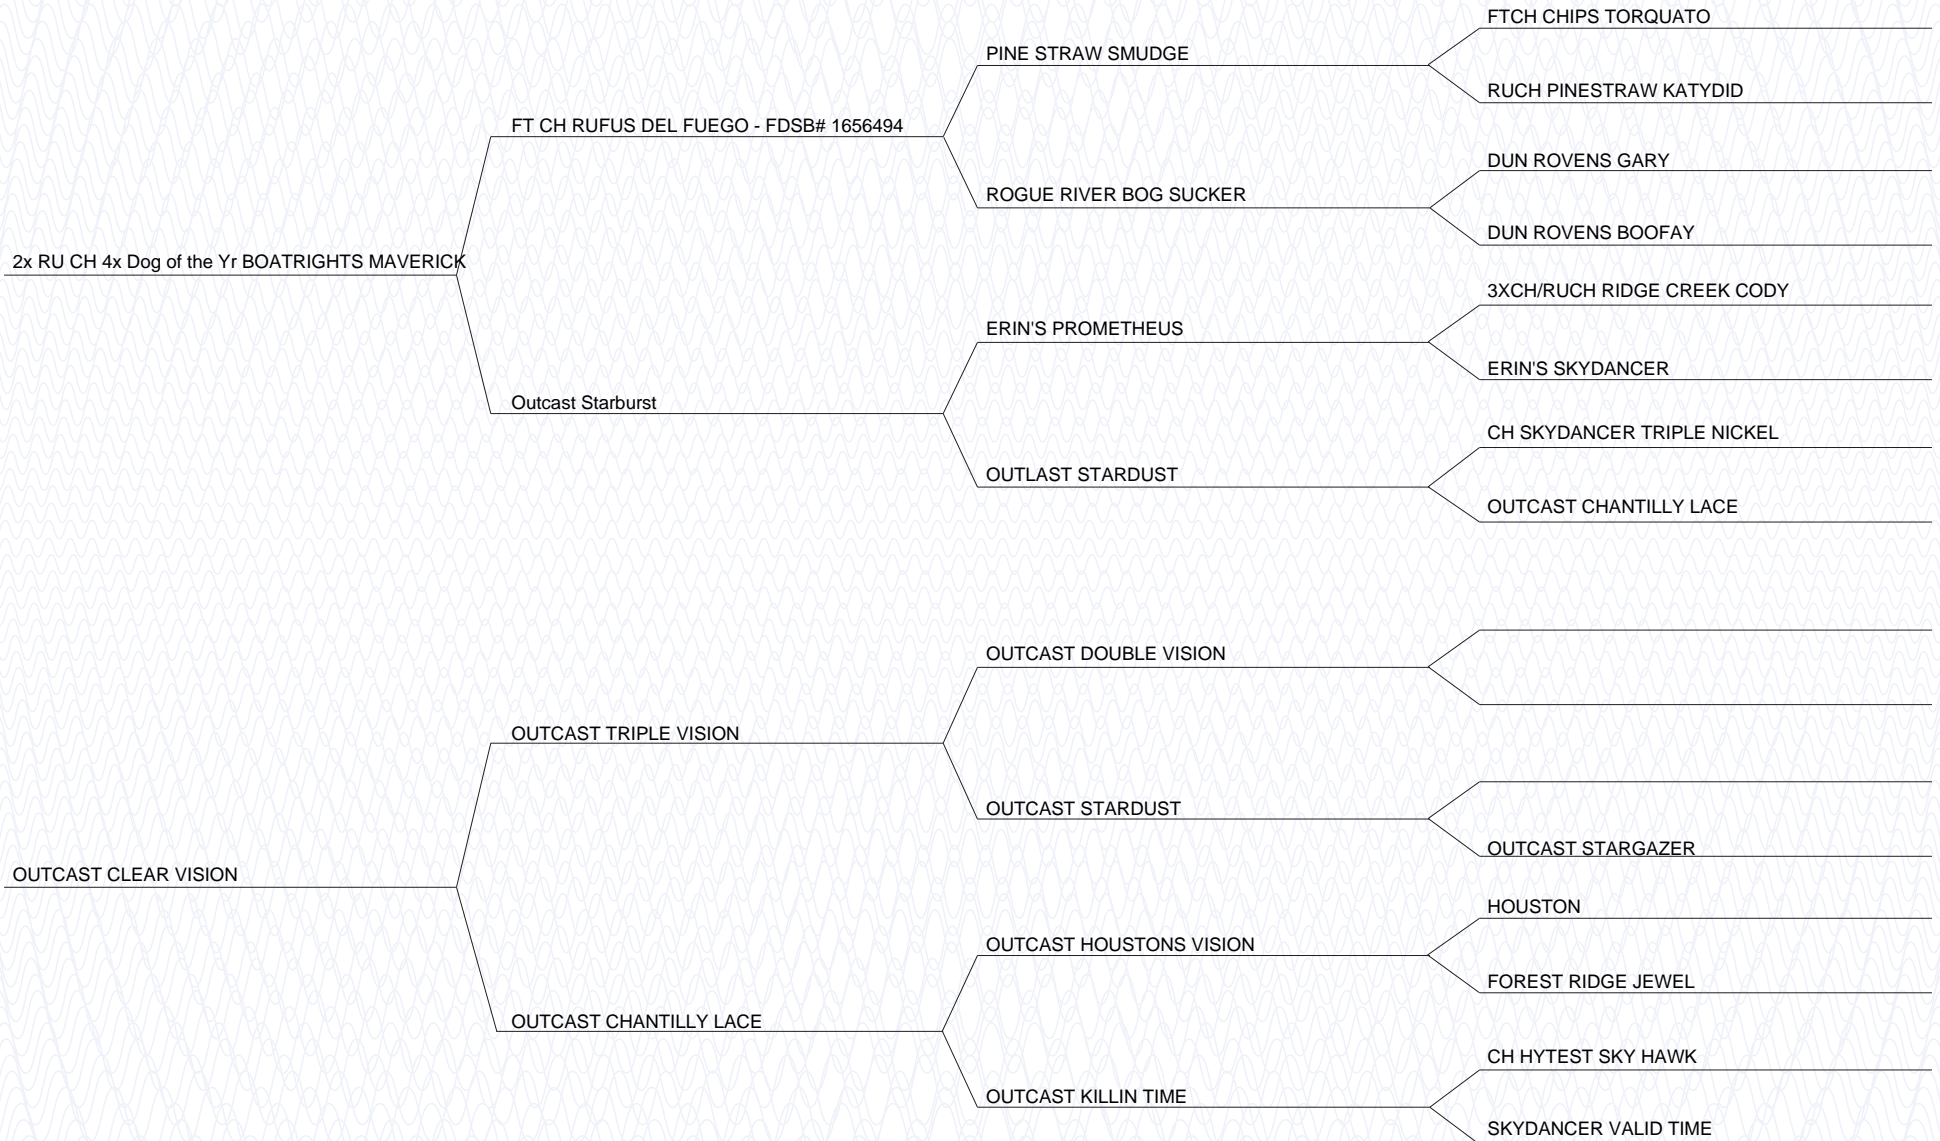 FTCH CHIPS TORQUATO
PINE STRAW SMUDGE
RUCH PINESTRAW KATYDID
FT CH RUFUS DEL FUEGO - FDSB# 1656494
DUN ROVENS GARY
ROGUE RIVER BOG SUCKER
DUN ROVENS BOOFAY
2x RU CH 4x Dog of the Yr BOATRIGHTS MAVERICK
3XCH/RUCH RIDGE CREEK CODY
ERIN'S PROMETHEUS
ERIN'S SKYDANCER
Outcast Starburst
CH SKYDANCER TRIPLE NICKEL
OUTLAST STARDUST
OUTCAST CHANTILLY LACE
OUTCAST DOUBLE VISION
OUTCAST TRIPLE VISION
OUTCAST STARDUST
OUTCAST STARGAZER
OUTCAST CLEAR VISION
HOUSTON
OUTCAST HOUSTONS VISION
FOREST RIDGE JEWEL
OUTCAST CHANTILLY LACE
CH HYTEST SKY HAWK
OUTCAST KILLIN TIME
SKYDANCER VALID TIME